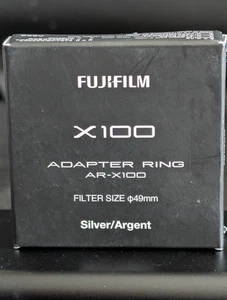 FUJIFILM
X100
ADAPTER RING
AR-X100
FILTER SIZE φ49mm
Silver/Argent